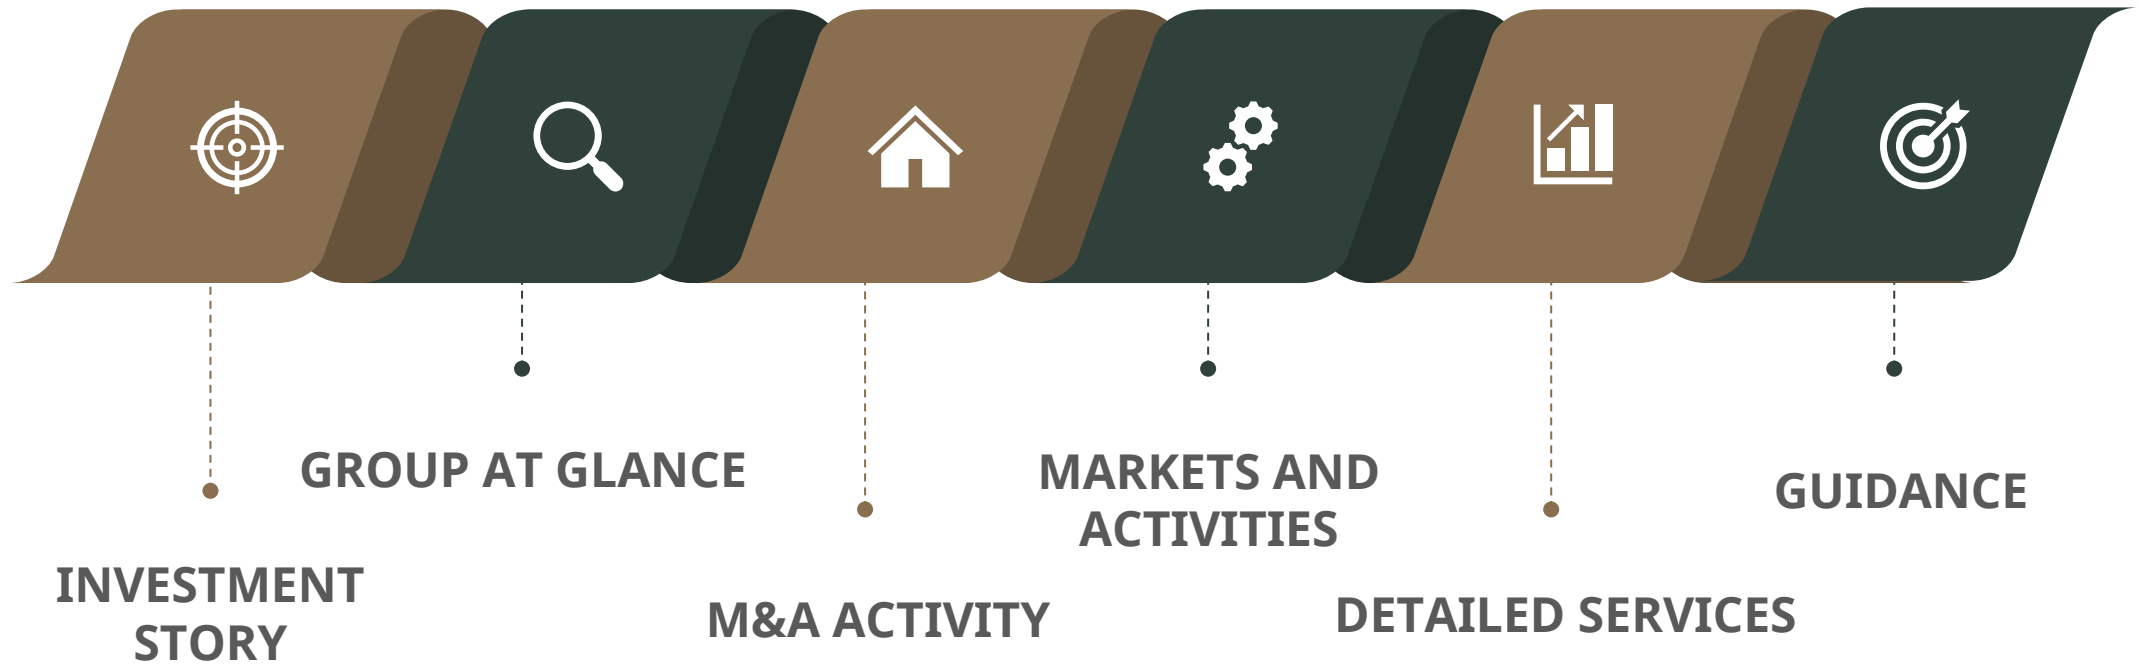 INVESTMENT
STORY
GROUP AT GLANCE
M&A ACTIVITY
MARKETS AND
ACTIVITIES
DETAILED SERVICES
GUIDANCE